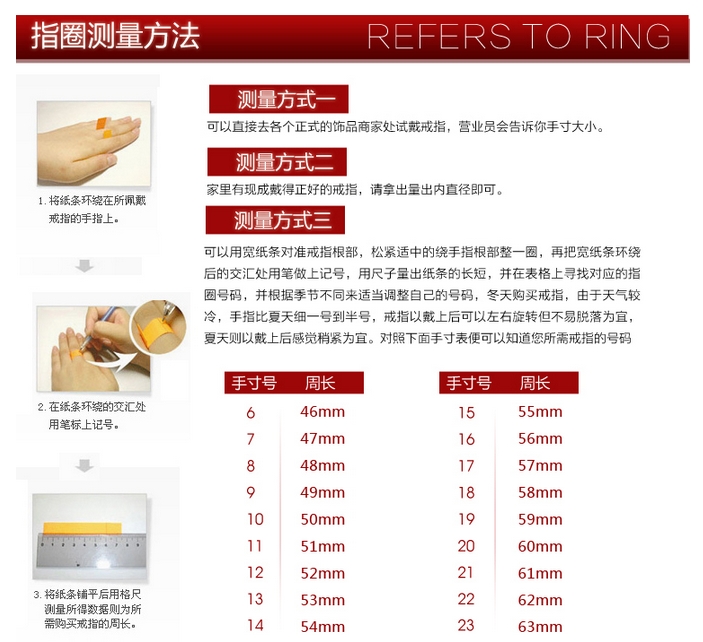 指圈测量方法
REFERS TO RING
1.将纸条环绕在所佩戴
戒指的手指上。
2.在纸条环绕的交汇处
用笔标上记号。
3.将纸条铺平后用格尺
测量所得数据则为所
需购买戒指的周长。
测量方式一
可以直接去各个正式的饰品商家处试戴戒指，营业员会告诉你手寸大小。
测量方式二
家里有现成戴得正好的戒指，请拿出量出内直径即可。
测量方式三
可以用宽纸条对准戒指根部，松紧适中的绕手指根部整一圈，再把宽纸条环绕
后的交汇处用笔做上记号，用尺子量出纸条的长短，并在表格上寻找对应的指
圈号码，并根据季节不同来适当调整自己的号码，冬天购买戒指，由于天气较
冷，手指比夏天细一号到半号，戒指以戴上后可以左右旋转但不易脱落为宜，
夏天则以戴上后感觉稍紧为宜。对照下面手寸表便可以知道您所需戒指的号码
手寸号 周长
6 46mm
7 47mm
8 48mm
9 49mm
10 50mm
11 51mm
12 52mm
13 53mm
14 54mm
手寸号 周长
15 55mm
16 56mm
17 57mm
18 58mm
19 59mm
20 60mm
21 61mm
22 62mm
23 63mm